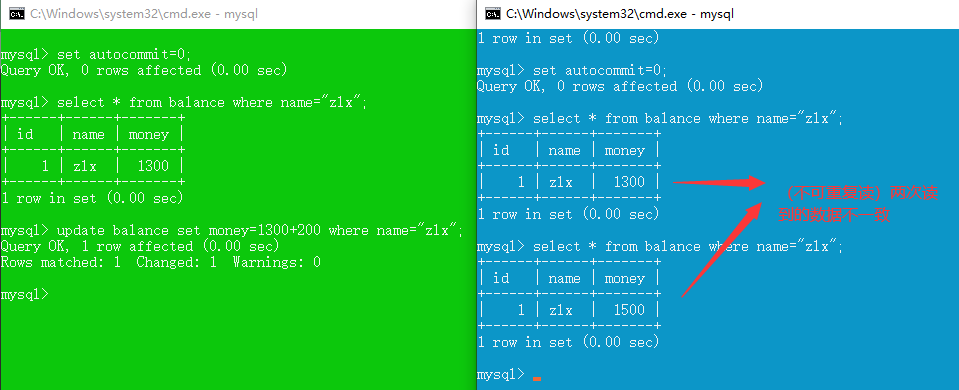 C:\Windows\system32\cmd.exe - mysql
mysql> set autocommit=0;
Query OK, 0 rows affected (0.00 sec)
mysql> select * from balance where name="zlx";
+------+------+-------+
| id | name | money |
+------+------+-------+
| 1 | zlx | 1300 |
+------+------+-------+
1 row in set (0.00 sec)
mysql> update balance set money=1300+200 where name="zlx";
Query OK, 1 row affected (0.00 sec)
Rows matched: 1 Changed: 1 Warnings: 0
mysql>
C:\Windows\system32\cmd.exe - mysql
1 row in set (0.00 sec)
mysql> set autocommit=0;
Query OK, 0 rows affected (0.00 sec)
mysql> select * from balance where name="zlx";
+------+------+-------+
| id | name | money |
+------+------+-------+
| 1 | zlx | 1300 |
+------+------+-------+
1 row in set (0.00 sec)
mysql> select * from balance where name="zlx";
+------+------+-------+
| id | name | money |
+------+------+-------+
| 1 | zlx | 1500 |
+------+------+-------+
1 row in set (0.00 sec)
mysql>
（不可重复读）两次读
到的数据不一致